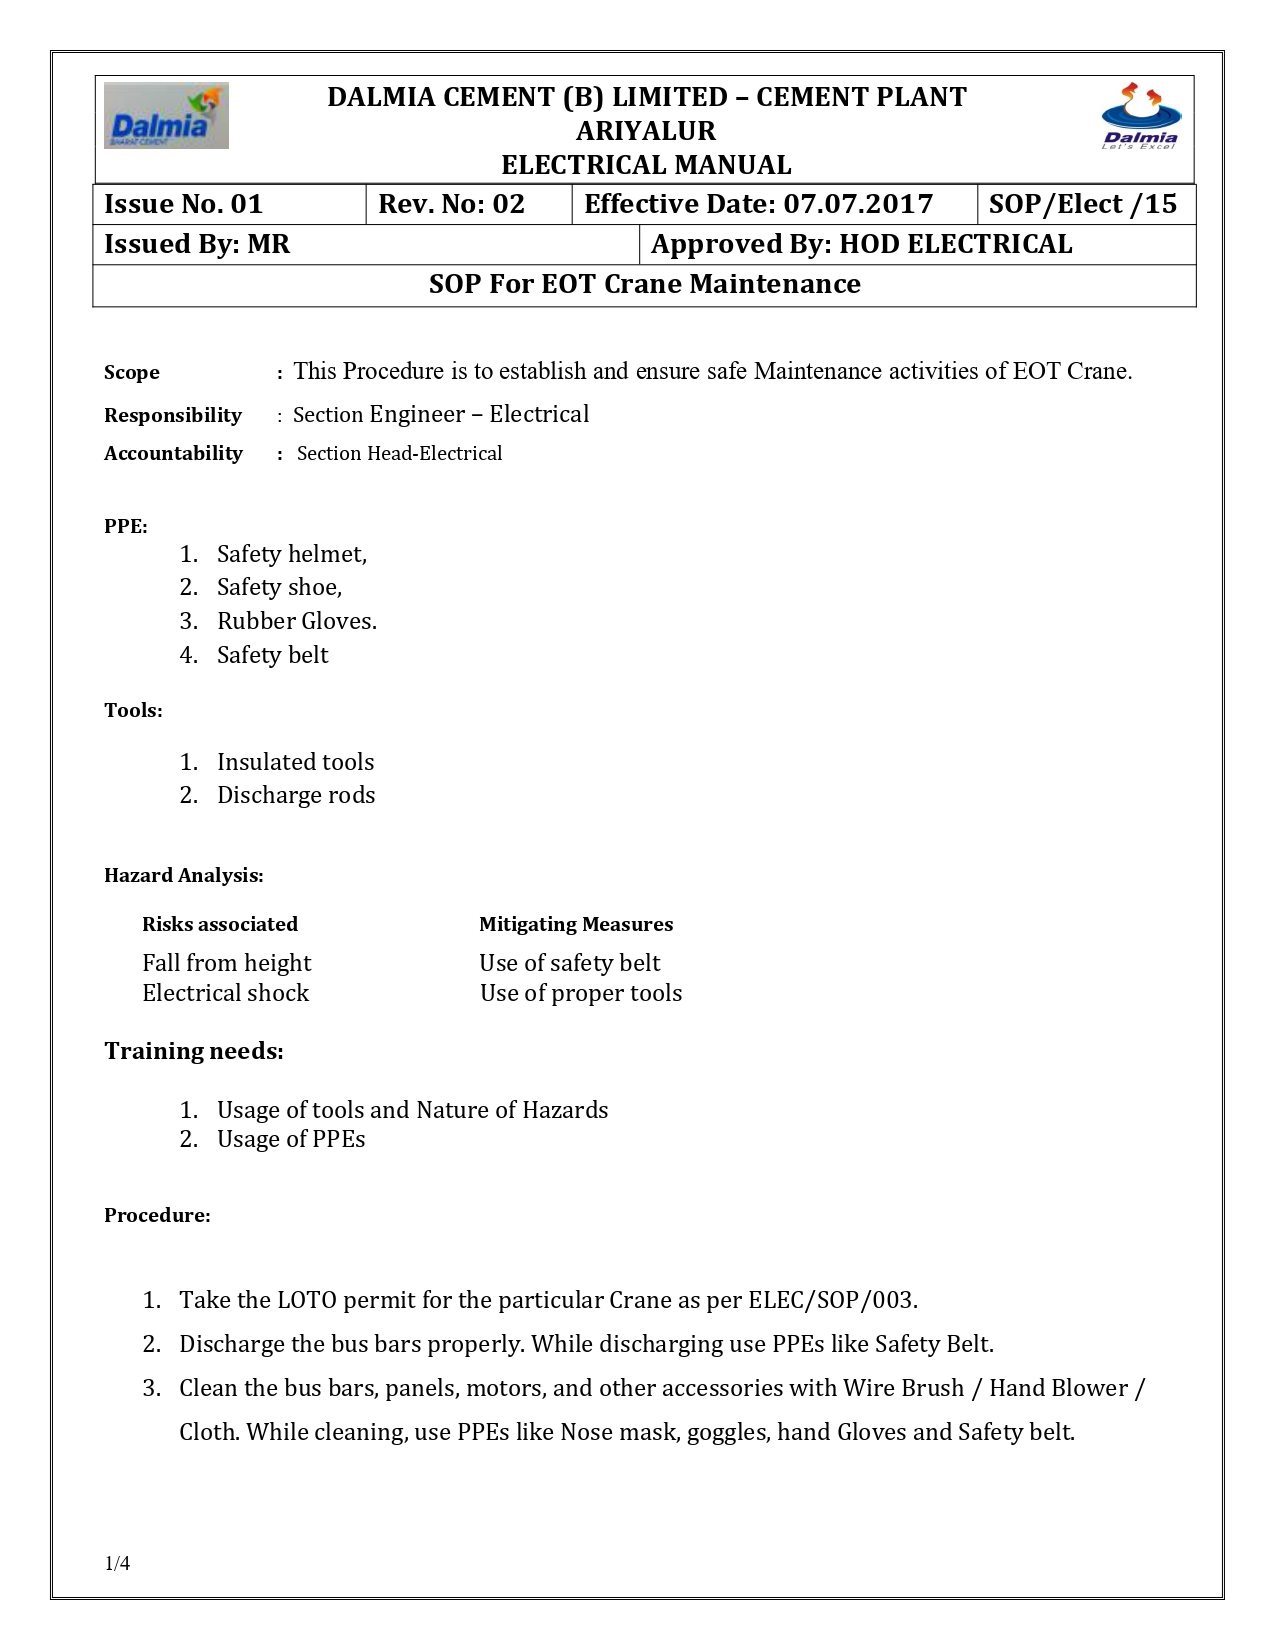 Dalmia
BHARAT CEMENT
DALMIA CEMENT (B) LIMITED – CEMENT PLANT
ARIYALUR
ELECTRICAL MANUAL
Dalmia
Let's Excel
Issue No. 01 Rev. No: 02 Effective Date: 07.07.2017 SOP/Elect /15
Issued By: MR Approved By: HOD ELECTRICAL
SOP For EOT Crane Maintenance
Scope : This Procedure is to establish and ensure safe Maintenance activities of EOT Crane.
Responsibility : Section Engineer – Electrical
Accountability : Section Head-Electrical
PPE:
1. Safety helmet,
2. Safety shoe,
3. Rubber Gloves.
4. Safety belt
Tools:
1. Insulated tools
2. Discharge rods
Hazard Analysis:
Risks associated Mitigating Measures
Fall from height Use of safety belt
Electrical shock Use of proper tools
Training needs:
1. Usage of tools and Nature of Hazards
2. Usage of PPEs
Procedure:
1. Take the LOTO permit for the particular Crane as per ELEC/SOP/003.
2. Discharge the bus bars properly. While discharging use PPEs like Safety Belt.
3. Clean the bus bars, panels, motors, and other accessories with Wire Brush / Hand Blower /
Cloth. While cleaning, use PPEs like Nose mask, goggles, hand Gloves and Safety belt.
1/4